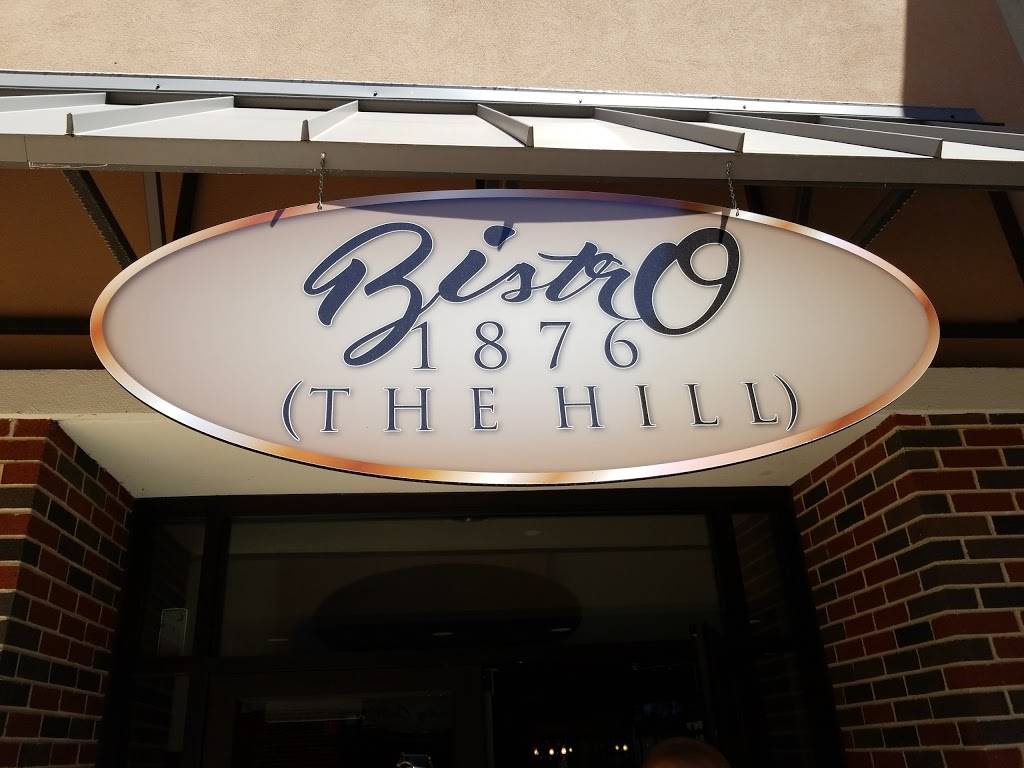 BistrO
1876
(THE HILL)